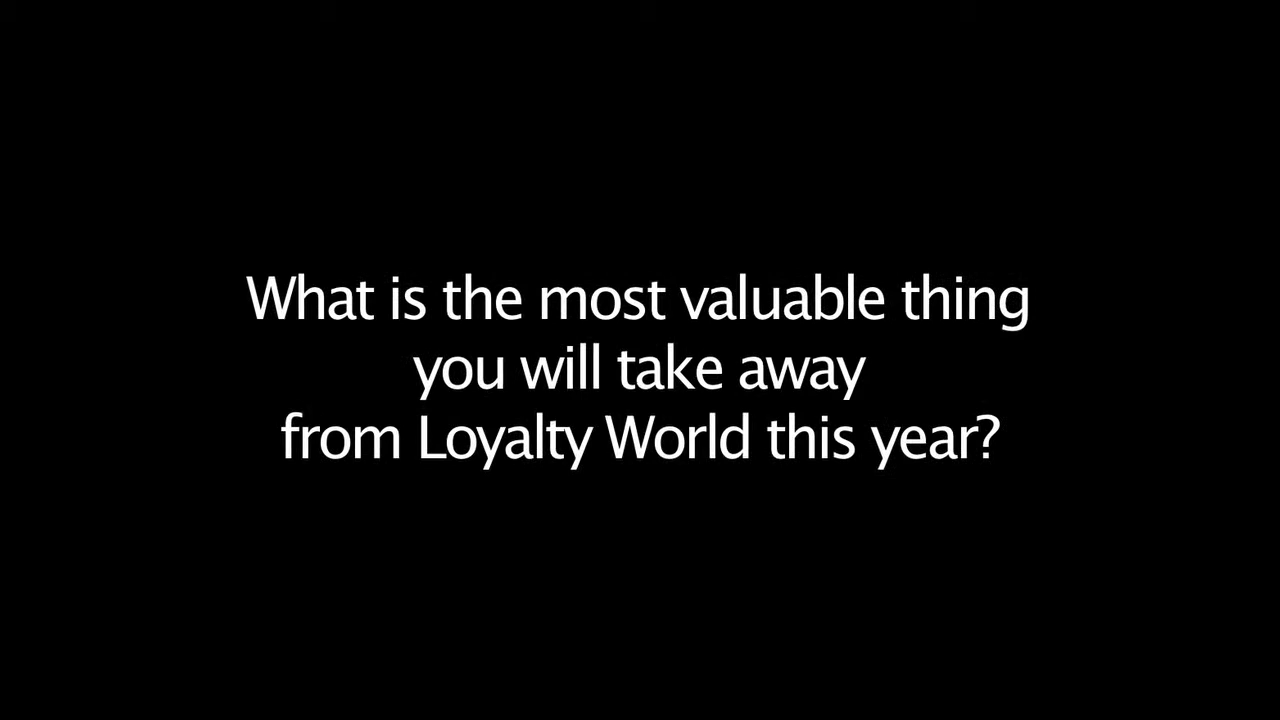 What is the most valuable thing
you will take away
from Loyalty World this year?